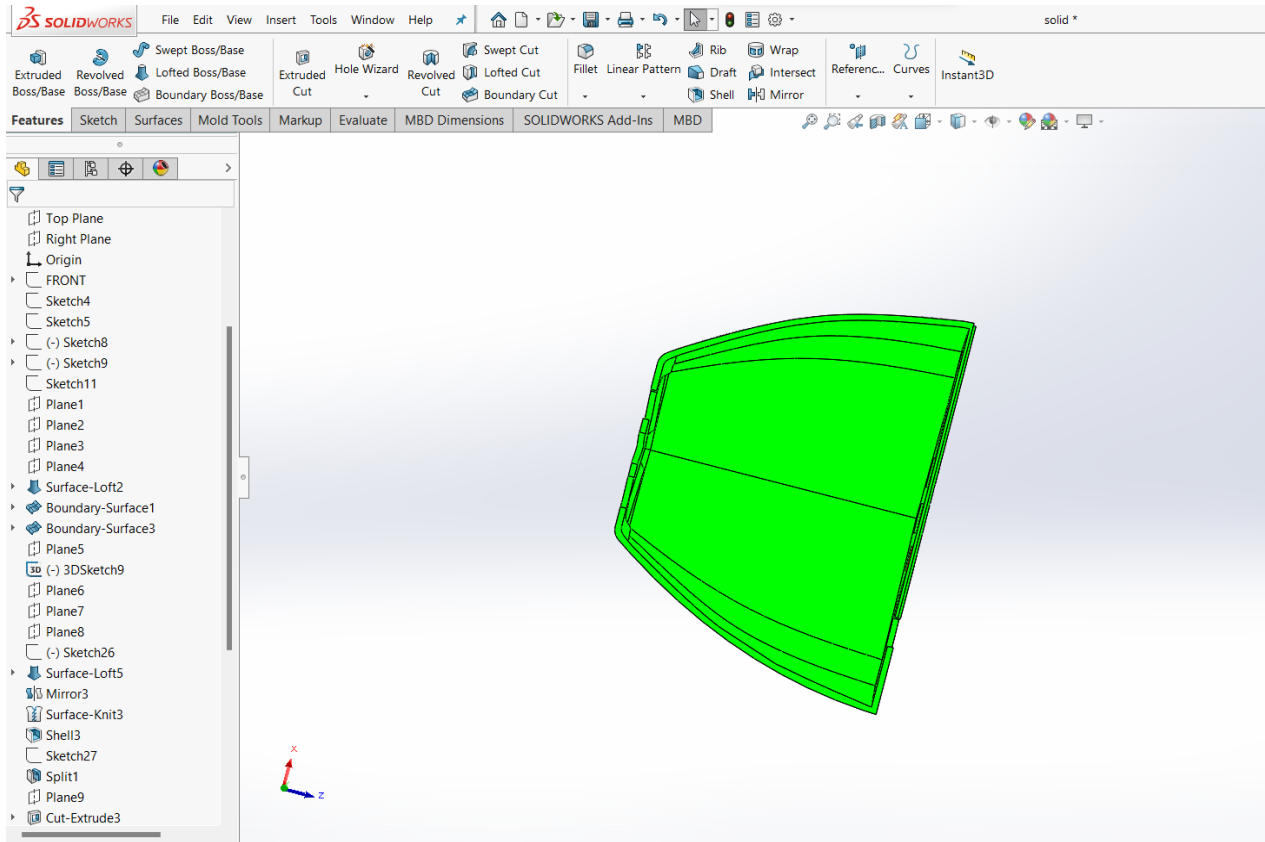 SOLIDWORKS File Edit View Insert Tools Window Help solid *
Extruded Boss/Base
Revolved Boss/Base
Swept Boss/Base
Lofted Boss/Base
Boundary Boss/Base
Extruded Cut
Hole Wizard
Revolved Cut
Swept Cut
Lofted Cut
Boundary Cut
Fillet
Linear Pattern
Rib
Draft
Shell
Wrap
Intersect
Mirror
Referenc...
Curves
Instant3D
Features Sketch Surfaces Mold Tools Markup Evaluate MBD Dimensions SOLIDWORKS Add-Ins MBD
Top Plane
Right Plane
Origin
FRONT
Sketch4
Sketch5
(-) Sketch8
(-) Sketch9
Sketch11
Plane1
Plane2
Plane3
Plane4
Surface-Loft2
Boundary-Surface1
Boundary-Surface3
Plane5
3D (-) 3DSketch9
Plane6
Plane7
Plane8
(-) Sketch26
Surface-Loft5
Mirror3
Surface-Knit3
Shell3
Sketch27
Split1
Plane9
Cut-Extrude3
x
z